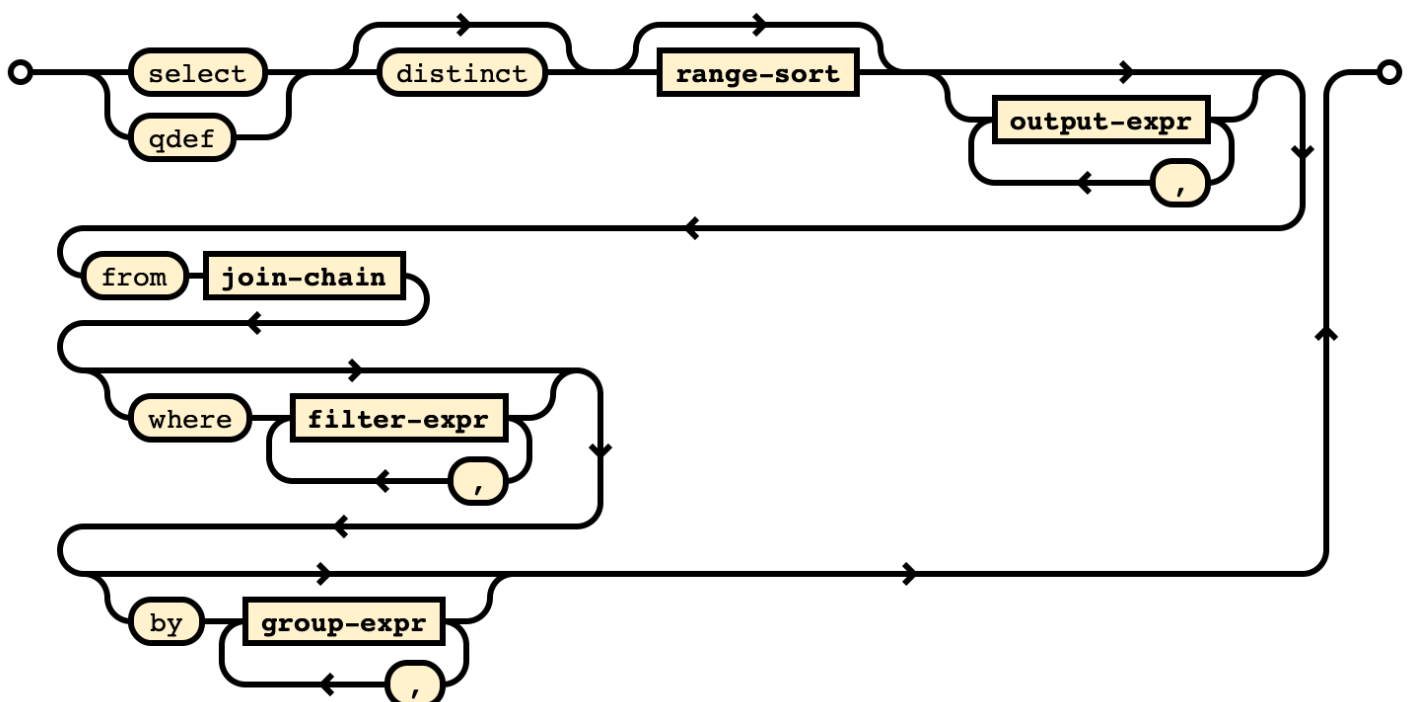 select distinct range-sort
qdef
output-expr
,
from join-chain
where filter-expr
,
by group-expr
,